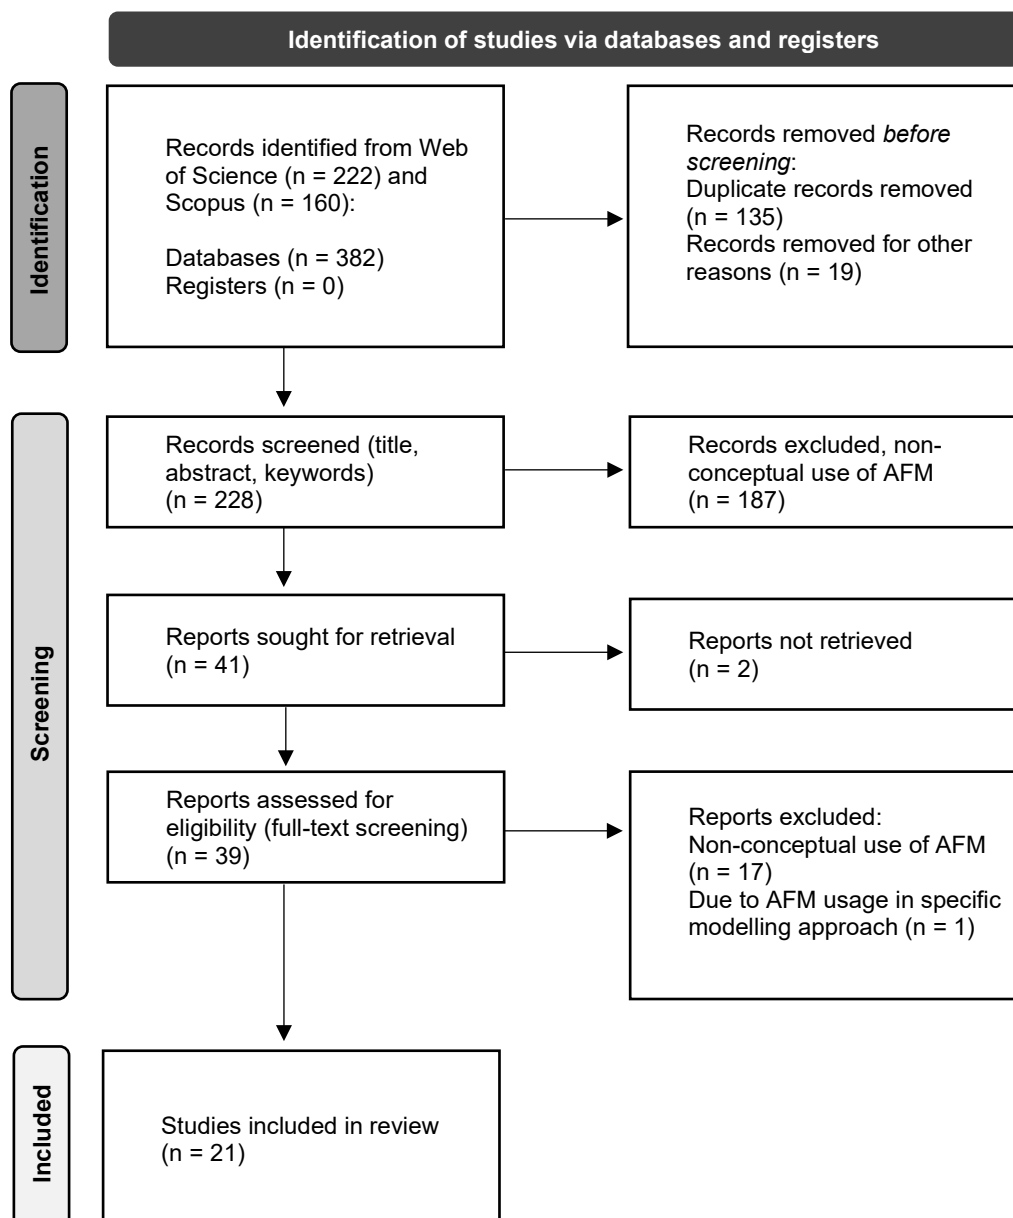 Identification of studies via databases and registers
Identification
Records identified from Web
of Science (n = 222) and
Scopus (n = 160):
Databases (n = 382)
Registers (n = 0)
Records removed before
screening:
Duplicate records removed
(n = 135)
Records removed for other
reasons (n = 19)
Screening
Records screened (title,
abstract, keywords)
(n = 228)
Records excluded, non-
conceptual use of AFM
(n = 187)
Reports sought for retrieval
(n = 41)
Reports not retrieved
(n = 2)
Reports assessed for
eligibility (full-text screening)
(n = 39)
Reports excluded:
Non-conceptual use of AFM
(n = 17)
Due to AFM usage in specific
modelling approach (n = 1)
Included
Studies included in review
(n = 21)